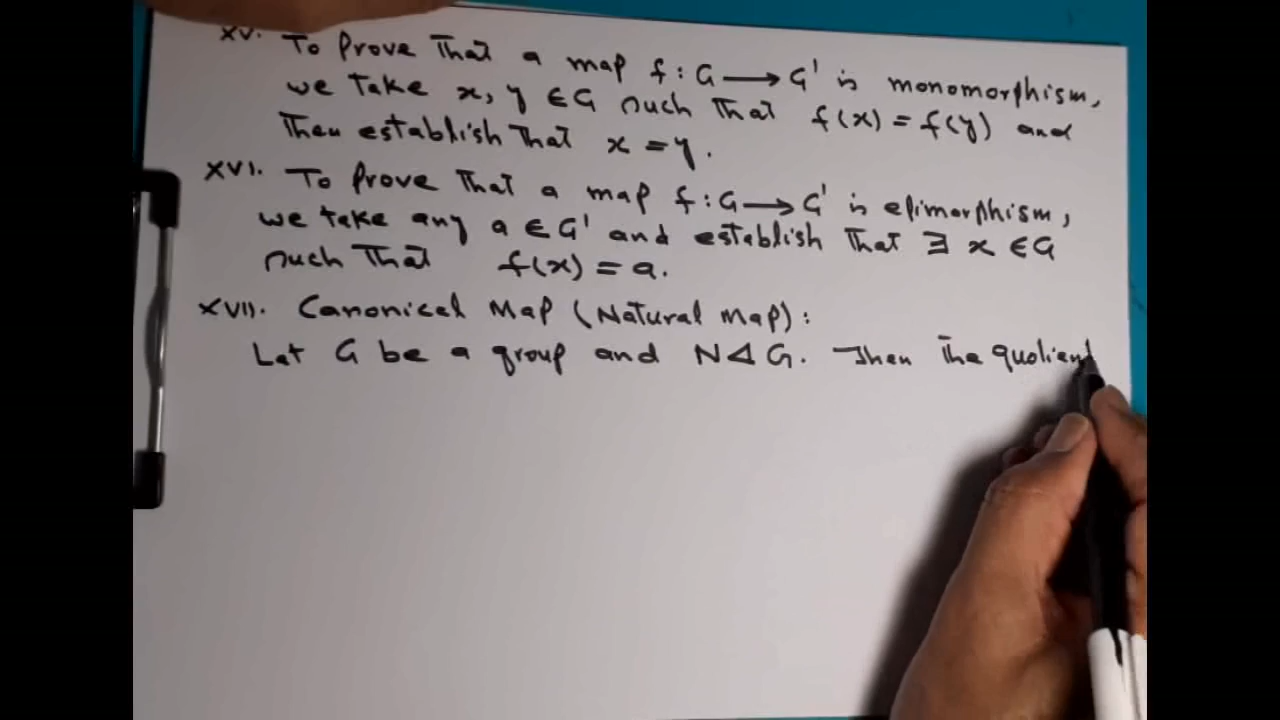 XV. To Prove That a map f : G ⟶ G' is monomorphism,
we take x, y ∈ G such that f(x) = f(y) and
Then establish That x = y.
XVI. To Prove That a map f : G ⟶ G' is epimorphism,
we take any a ∈ G' and establish that ∃ x ∈ G
such That f(x) = a.
XVII. Canonical Map (Natural map) :
Let G be a group and N ⊲ G. Then The quotient